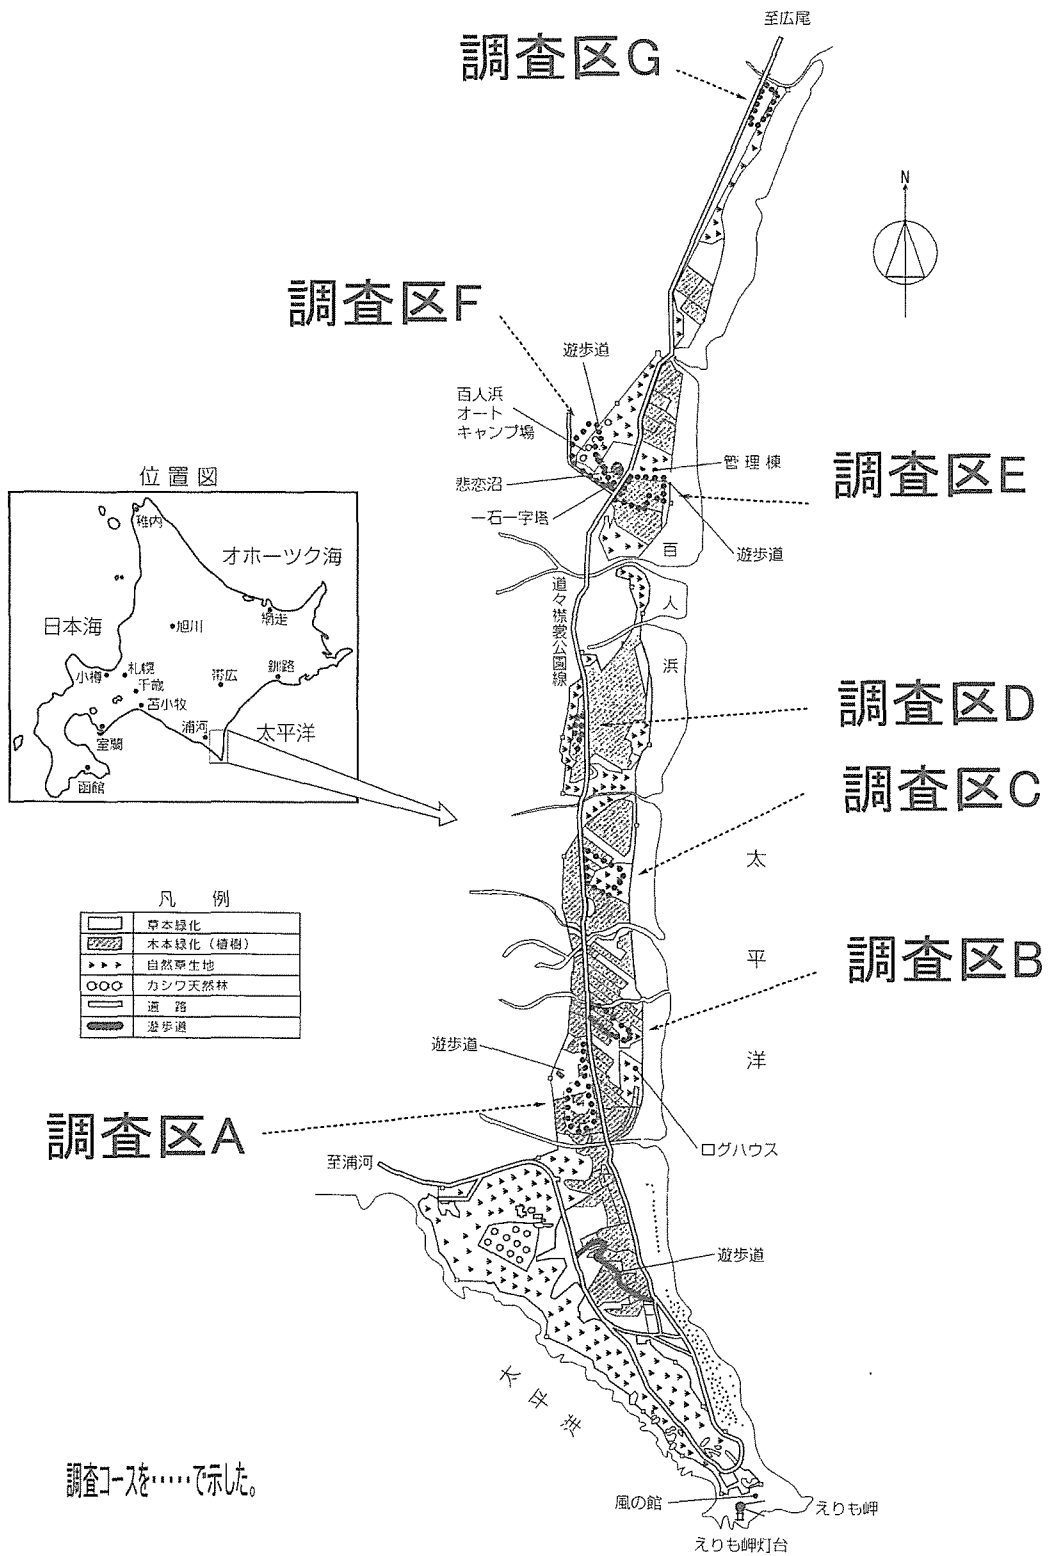 至広尾
調査区G
N
調査区F
遊歩道
百人浜
オート
キャンプ場
管理棟
悲恋沼
調査区E
一石一字塔
遊歩道
百
人
浜
道々襟裳公園線
位置図
稚内
オホーツク海
網走
日本海
旭川
小樽
札幌
千歳
帯広
釧路
苫小牧
浦河
太平洋
室蘭
函館
調査区D
調査区C
太
平
洋
調査区B
凡 例
草本緑化
木本緑化（植樹）
自然草生地
カシワ天然林
道 路
遊歩道
遊歩道
調査区A
ログハウス
至浦河
遊歩道
太
平
洋
調査コースを‥‥‥で示した。
風の館
えりも岬
えりも岬灯台